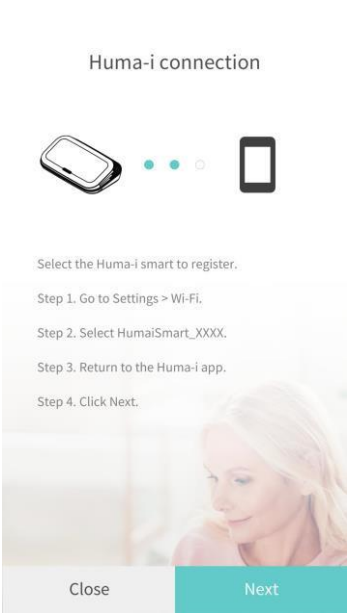 Huma-i connection
Select the Huma-i smart to register.
Step 1. Go to Settings > Wi-Fi.
Step 2. Select HumaiSmart_XXXX.
Step 3. Return to the Huma-i app.
Step 4. Click Next.
Close
Next